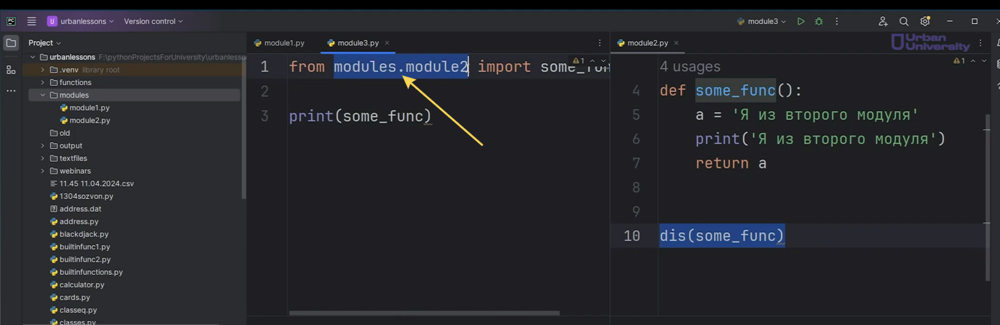 PC
U urbanlessons
Version control
module3
Urban
University
Project
urbanlessons F:\pythonProjectsForUniversity\urbanlesso
.venv library root
functions
modules
module1.py
module2.py
old
output
textfiles
webinars
11.45 11.04.2024.csv
1304sozvon.py
address.dat
address.py
blackdjack.py
builtinfunc1.py
builtinfunc2.py
builtinfunctions.py
calculator.py
cards.py
classeq.py
classes.py
module1.py
module3.py
1 from modules.module2 import some_fun
1
2
3 print(some_func)
module2.py
1
4 usages
4 def some_func():
5 a = 'Я из второго модуля'
6 print('Я из второго модуля')
7 return a
8
9
10 dis(some_func)